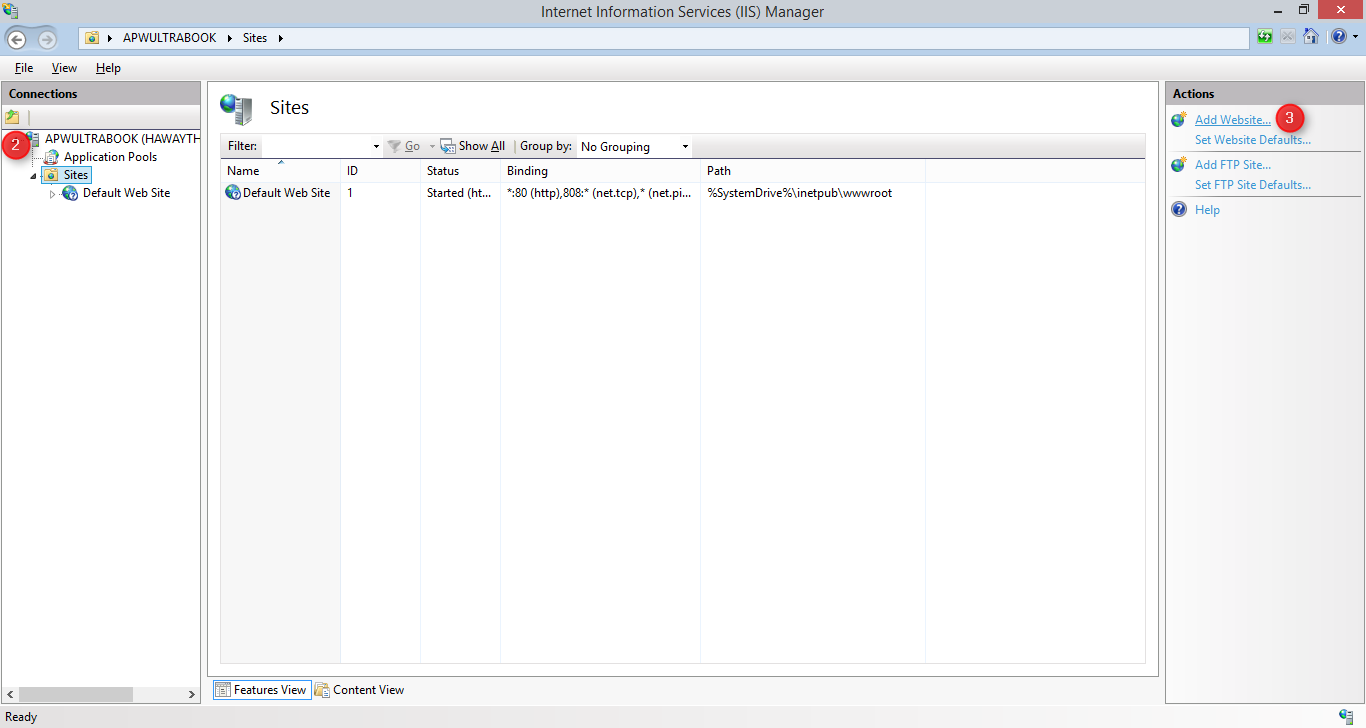 Internet Information Services (IIS) Manager
APWULTRABOOK Sites
File View Help
Connections
2
APWULTRABOOK (HAWAYTH
Application Pools
Sites
Default Web Site
Sites
Filter: Go Show All Group by: No Grouping
Name ID Status Binding Path
Default Web Site 1 Started (ht... *:80 (http),808:* (net.tcp),* (net.pi... %SystemDrive%\inetpub\wwwroot
Features View Content View
Actions
Add Website... 3
Set Website Defaults...
Add FTP Site...
Set FTP Site Defaults...
Help
Ready